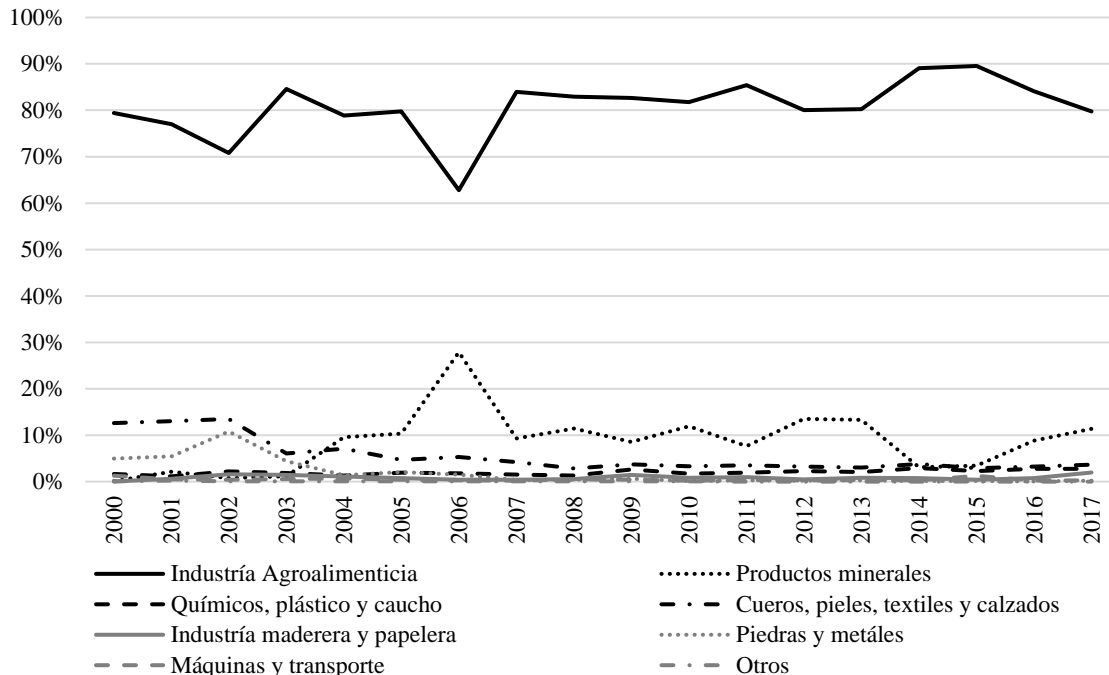 100%
90%
80%
70%
60%
50%
40%
30%
20%
10%
0%
2000 2001 2002 2003 2004 2005 2006 2007 2008 2009 2010 2011 2012 2013 2014 2015 2016 2017
Industría Agroalimenticia Productos minerales
Químicos, plástico y caucho Cueros, pieles, textiles y calzados
Industría maderera y papelera Piedras y metáles
Máquinas y transporte Otros